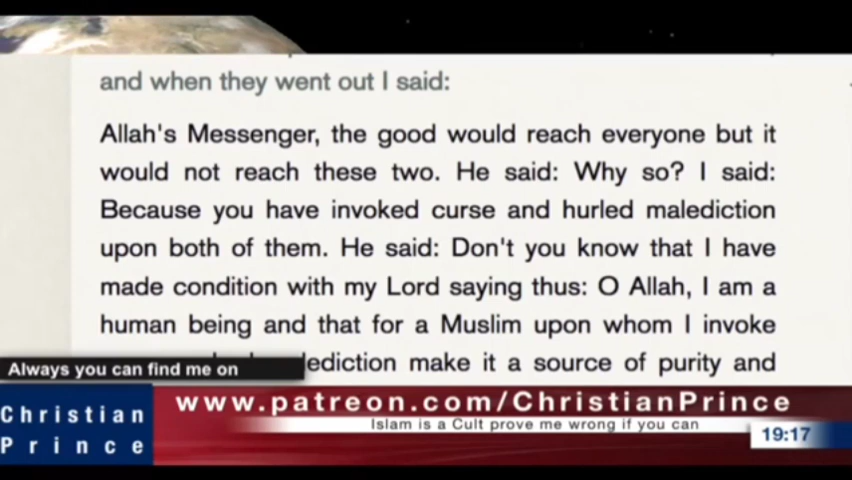 and when they went out I said:
Allah's Messenger, the good would reach everyone but it
would not reach these two. He said: Why so? I said:
Because you have invoked curse and hurled malediction
upon both of them. He said: Don't you know that I have
made condition with my Lord saying thus: O Allah, I am a
human being and that for a Muslim upon whom I invoke
make it a source of purity and
Always you can find me on
www.patreon.com/ChristianPrince
Islam is a Cult prove me wrong if you can
Christian
Prince
19:17